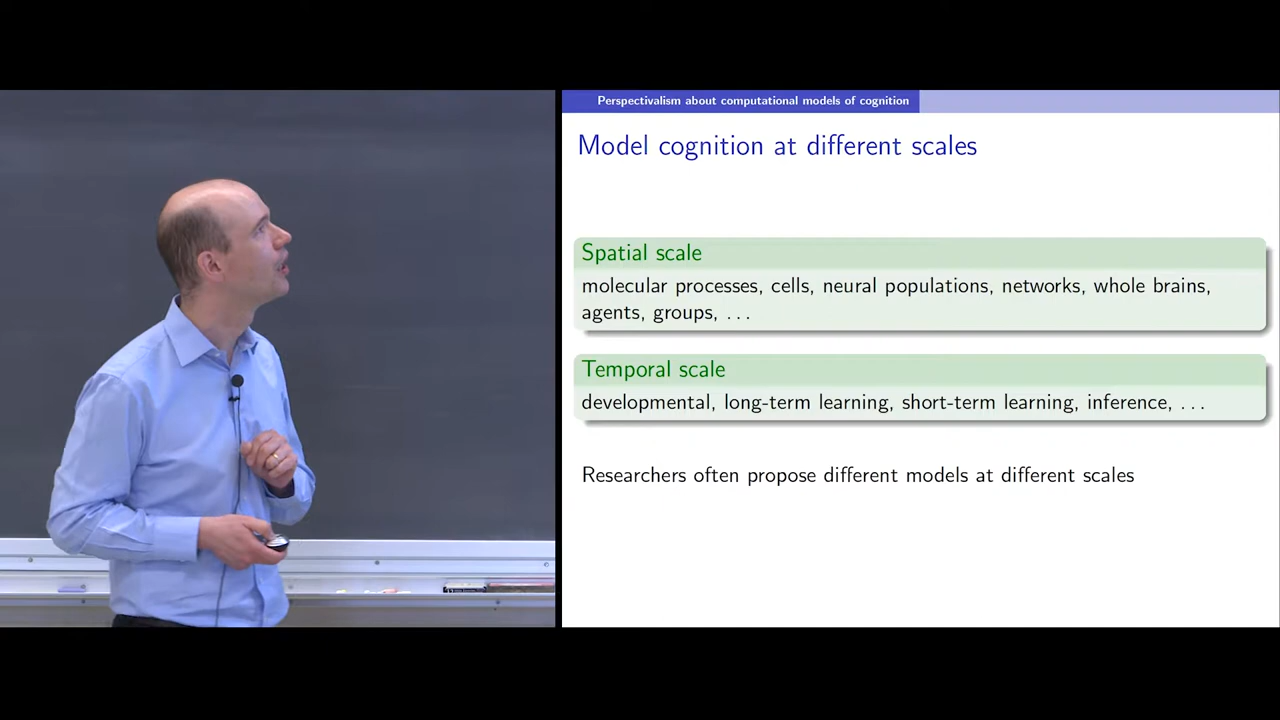 Perspectivalism about computational models of cognition
Model cognition at different scales
Spatial scale
molecular processes, cells, neural populations, networks, whole brains,
agents, groups, ...
Temporal scale
developmental, long-term learning, short-term learning, inference, ...
Researchers often propose different models at different scales